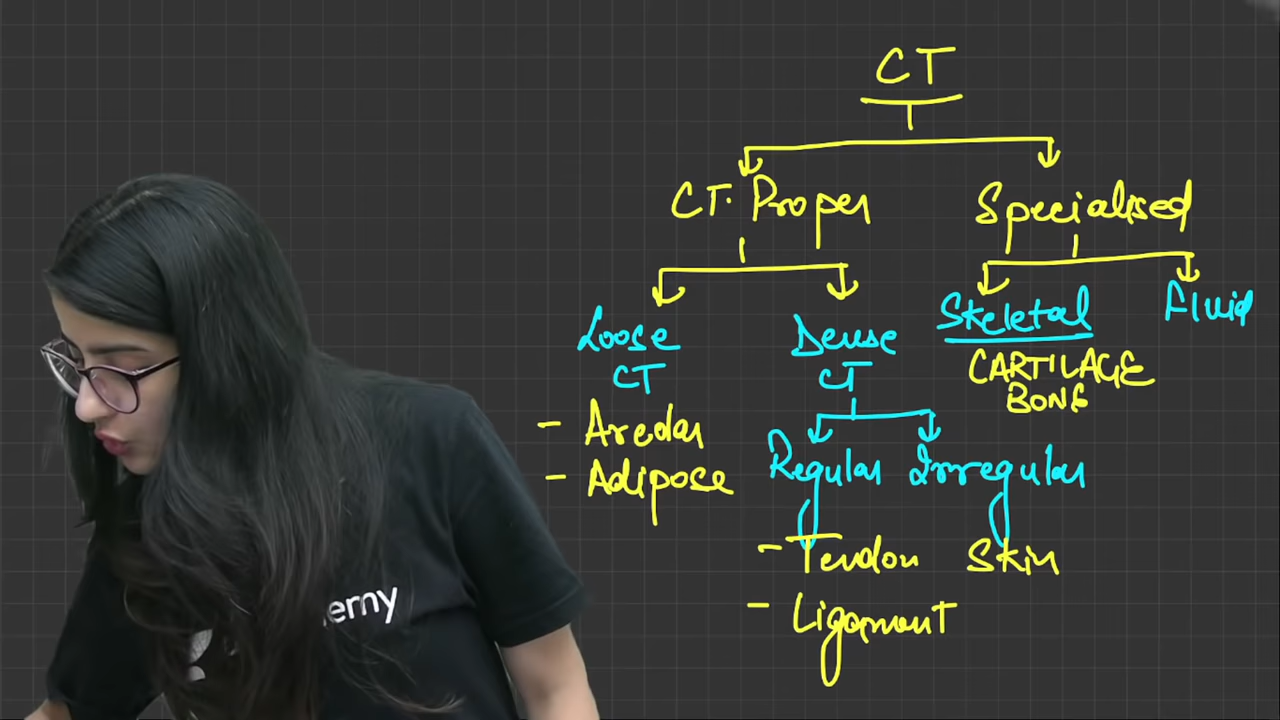 CT
CT. Proper Specialised
Loose CT
Dense CT
Skeletal
Fluid
CARTILAGE
BONE
- Areolar
- Adipose
Regular Irregular
- Tendon Skin
- Ligament
emy